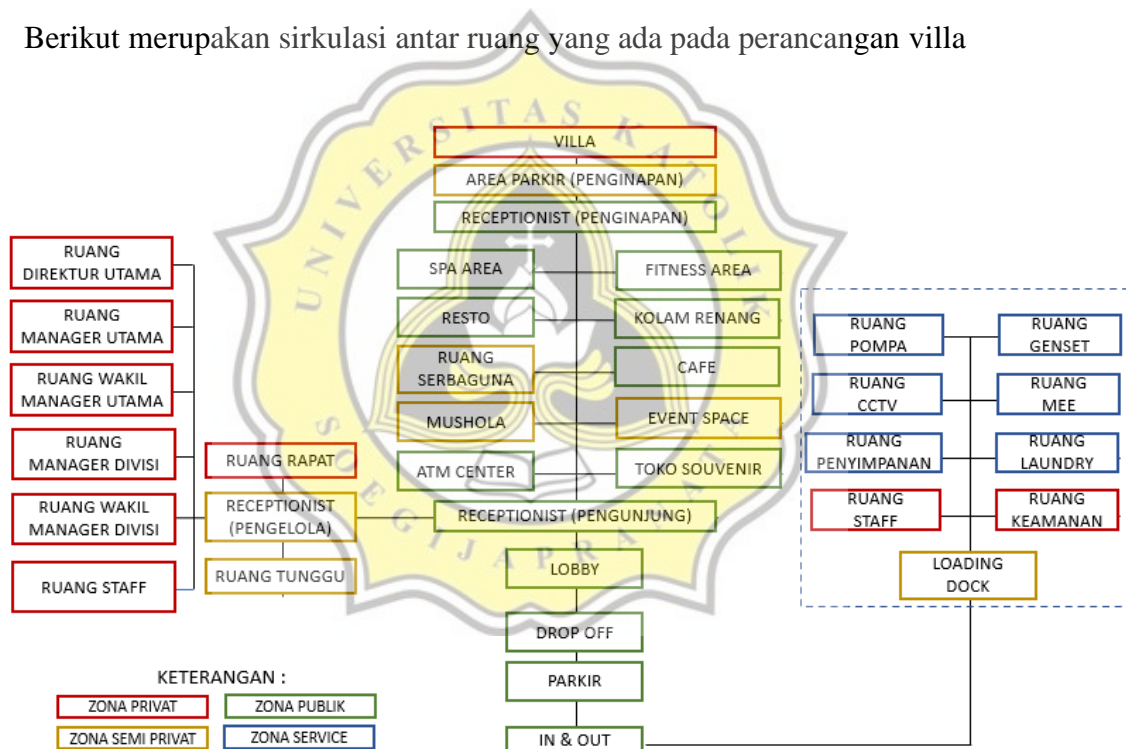 Berikut merupakan sirkulasi antar ruang yang ada pada perancangan villa
UNIVERSITAS KATOLIK
SOEGIJAPRANATA
VILLA
AREA PARKIR (PENGINAPAN)
RECEPTIONIST (PENGINAPAN)
SPA AREA
FITNESS AREA
RESTO
KOLAM RENANG
RUANG
SERBAGUNA
CAFE
MUSHOLA
EVENT SPACE
ATM CENTER
TOKO SOUVENIR
RECEPTIONIST (PENGUNJUNG)
LOBBY
DROP OFF
PARKIR
IN & OUT
RUANG
DIREKTUR UTAMA
RUANG
MANAGER UTAMA
RUANG WAKIL
MANAGER UTAMA
RUANG
MANAGER DIVISI
RUANG WAKIL
MANAGER DIVISI
RUANG STAFF
RUANG RAPAT
RECEPTIONIST
(PENGELOLA)
RUANG TUNGGU
RUANG
POMPA
RUANG
GENSET
RUANG
CCTV
RUANG
MEE
RUANG
PENYIMPANAN
RUANG
LAUNDRY
RUANG
STAFF
RUANG
KEAMANAN
LOADING
DOCK
KETERANGAN :
ZONA PRIVAT
ZONA PUBLIK
ZONA SEMI PRIVAT
ZONA SERVICE